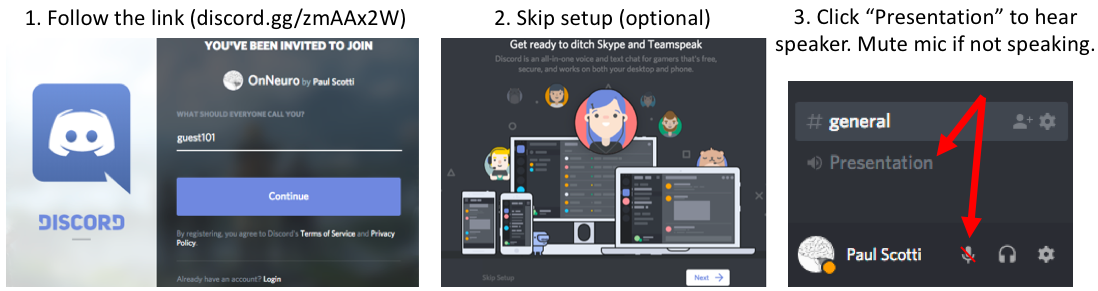 1. Follow the link (discord.gg/zmAAx2W)
YOU'VE BEEN INVITED TO JOIN
OnNeuro by Paul Scotti
WHAT SHOULD EVERYONE CALL YOU?
guest101
Continue
By registering, you agree to Discord's Terms of Service and Privacy
Policy.
Already have an account? Login
DISCORD
2. Skip setup (optional)
Get ready to ditch Skype and Teamspeak
Discord is an all-in-one voice and text chat for gamers that's free,
secure, and works on both your desktop and phone.
Skip Setup
Next
3. Click “Presentation” to hear
speaker. Mute mic if not speaking.
# general
Presentation
Paul Scotti